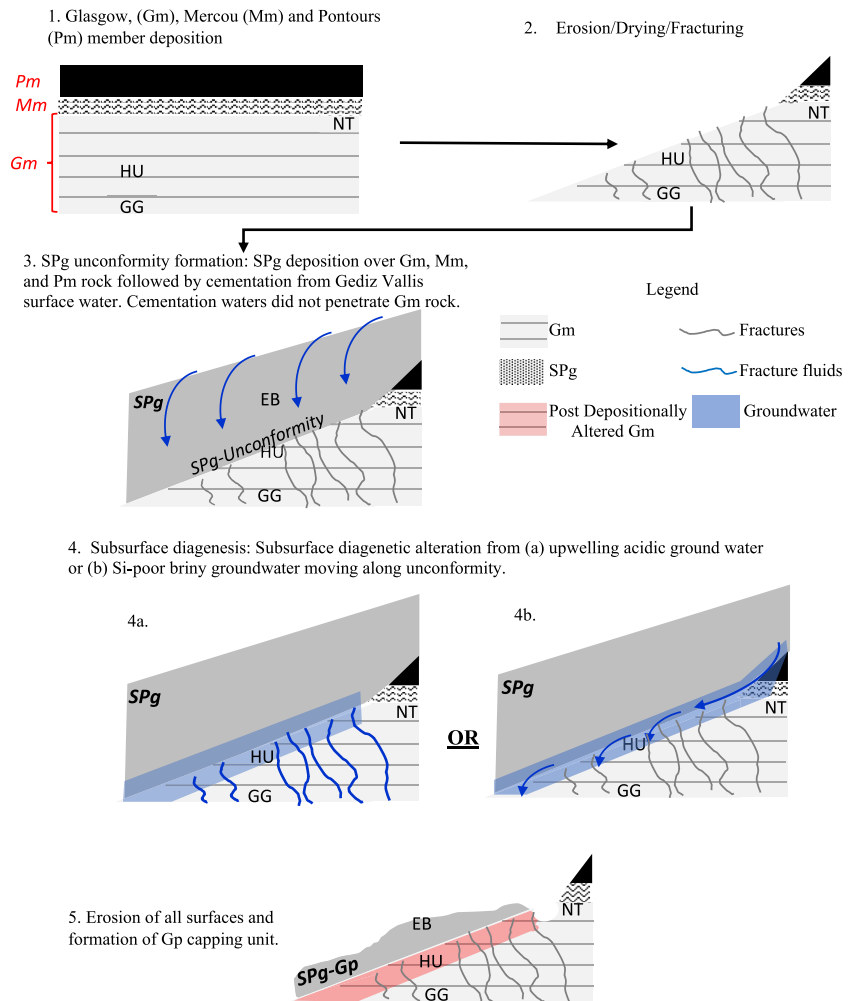 1. Glasgow, (Gm), Mercou (Mm) and Pontours
(Pm) member deposition
2. Erosion/Drying/Fracturing
Pm
Mm
Gm
NT
HU
GG
NT
HU
GG
3. SPg unconformity formation: SPg deposition over Gm, Mm,
and Pm rock followed by cementation from Gediz Vallis
surface water. Cementation waters did not penetrate Gm rock.
SPg
EB
NT
SPg-Unconformity
HU
GG
Legend
Gm
Fractures
SPg
Fracture fluids
Post Depositionally
Altered Gm
Groundwater
4. Subsurface diagenesis: Subsurface diagenetic alteration from (a) upwelling acidic ground water
or (b) Si-poor briny groundwater moving along unconformity.
4a.
SPg
NT
HU
GG
OR
4b.
SPg
NT
HU
GG
5. Erosion of all surfaces and
formation of Gp capping unit.
EB
NT
SPg-Gp
HU
GG